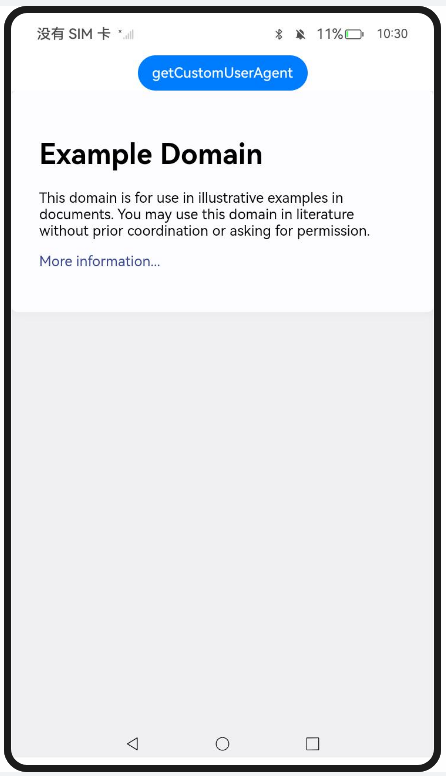 没有 SIM 卡 11% 10:30
getCustomUserAgent
Example Domain
This domain is for use in illustrative examples in
documents. You may use this domain in literature
without prior coordination or asking for permission.
More information...